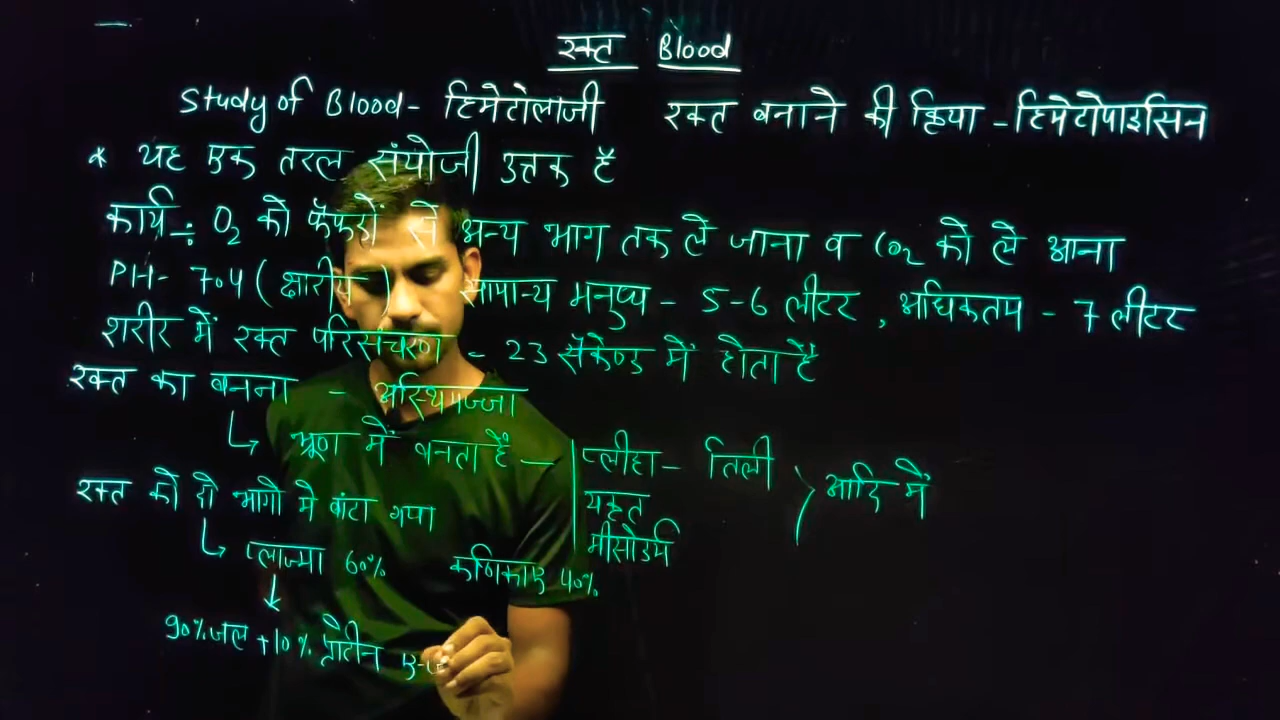 रक्त Blood
Study of Blood- हिमेटोलाजी रक्त बनाने की क्रिया - हिमेटोपाइसिन
* यह एक तरल संयोजी उत्तक है
कार्य-: O2 को फेंफड़ों से अन्य भाग तक ले जाना व CO2 को ले आना
PH- 7.4 (क्षारीय) सामान्य मनुष्य - 5-6 लीटर, अधिकतम - 7 लीटर
शरीर में रक्त परिसंचरण - 23 सेंकेण्ड में होता है
रक्त का बनना - अस्थिमज्जा
भ्रूण में बनता है - प्लीहा- तिली
यकृत
मीसोडर्म
आदि में
रक्त को दो भागो मे बांटा गया
प्लाज्मा 60% कणिकाए 40%
90% जल + 10% प्रोटीन